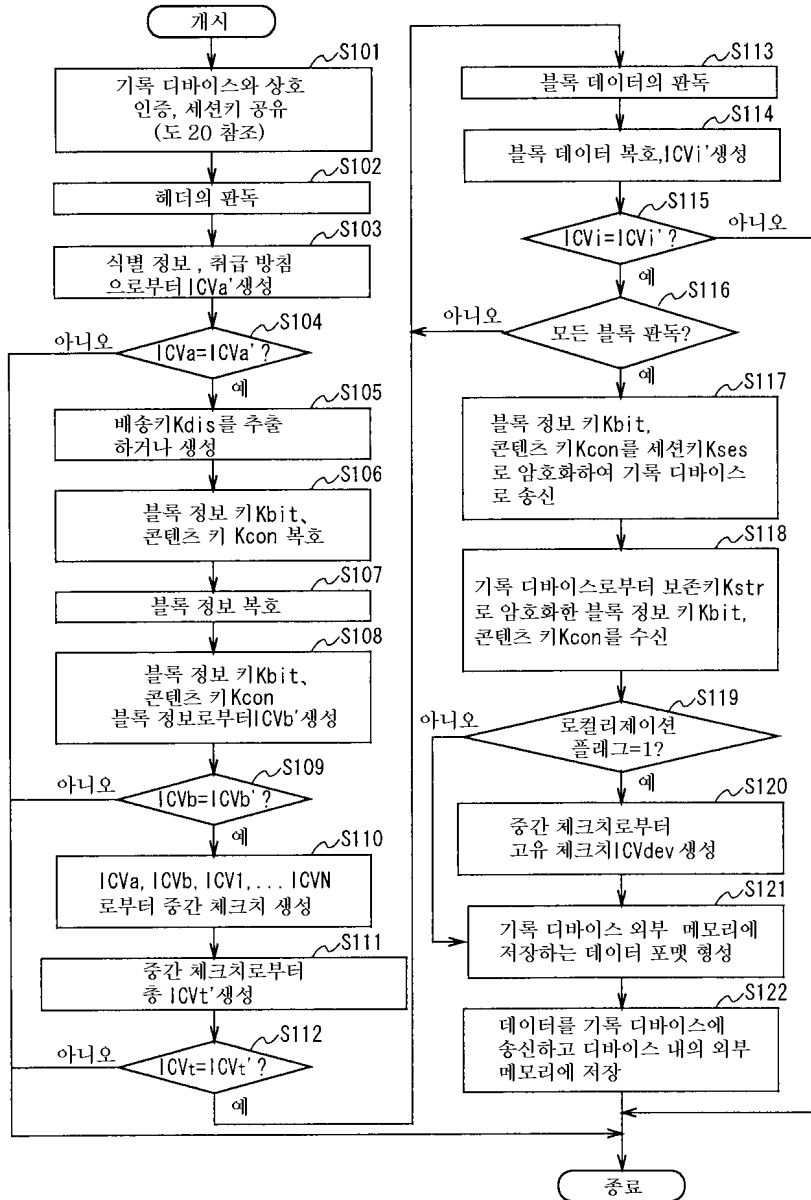 개시
S101
기록 디바이스와 상호
인증, 세션키 공유
(도 20 참조)
S102
헤더의 판독
S103
식별 정보, 취급 방침
으로부터 ICVa' 생성
S104
아니오
ICVa=ICVa' ?
예
S105
배송키Kdis를 추출
하거나 생성
S106
블록 정보 키Kbit、
콘텐츠 키 Kcon 복호
S107
블록 정보 복호
S108
블록 정보 키Kbit、
콘텐츠 키Kcon
블록 정보로부터ICVb' 생성
S109
아니오
ICVb=ICVb' ?
예
S110
ICVa, ICVb, ICV1, ... ICVN
로부터 중간 체크치 생성
S111
중간 체크치로부터
총 ICVt' 생성
S112
아니오
ICVt=ICVt' ?
예
S113
블록 데이터의 판독
S114
블록 데이터 복호,ICVi' 생성
S115
아니오
ICVi=ICVi' ?
예
S116
아니오
모든 블록 판독?
예
S117
블록 정보 키Kbit,
콘텐츠 키Kcon를 세션키Kses
로 암호화하여 기록 디바이스
로 송신
S118
기록 디바이스로부터 보존키Kstr
로 암호화한 블록 정보 키Kbit,
콘텐츠 키Kcon를 수신
S119
아니오
로컬리제이션
플래그=1?
예
S120
중간 체크치로부터
고유 체크치ICVdev 생성
S121
기록 디바이스 외부 메모리에
저장하는 데이터 포맷 형성
S122
데이터를 기록 디바이스에
송신하고 디바이스 내의 외부
메모리에 저장
종료